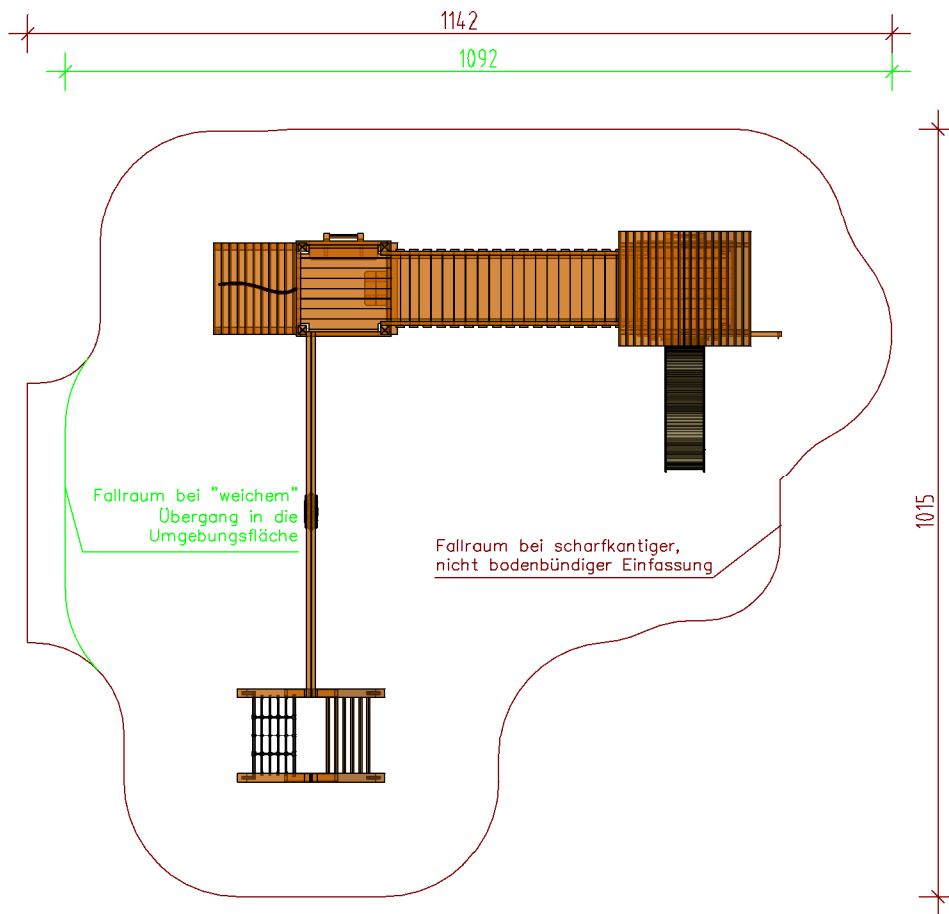 1142
1092
Fallraum bei "weichem"
Übergang in die
Umgebungsfläche
Fallraum bei scharfkantiger,
nicht bodenbündiger Einfassung
1015